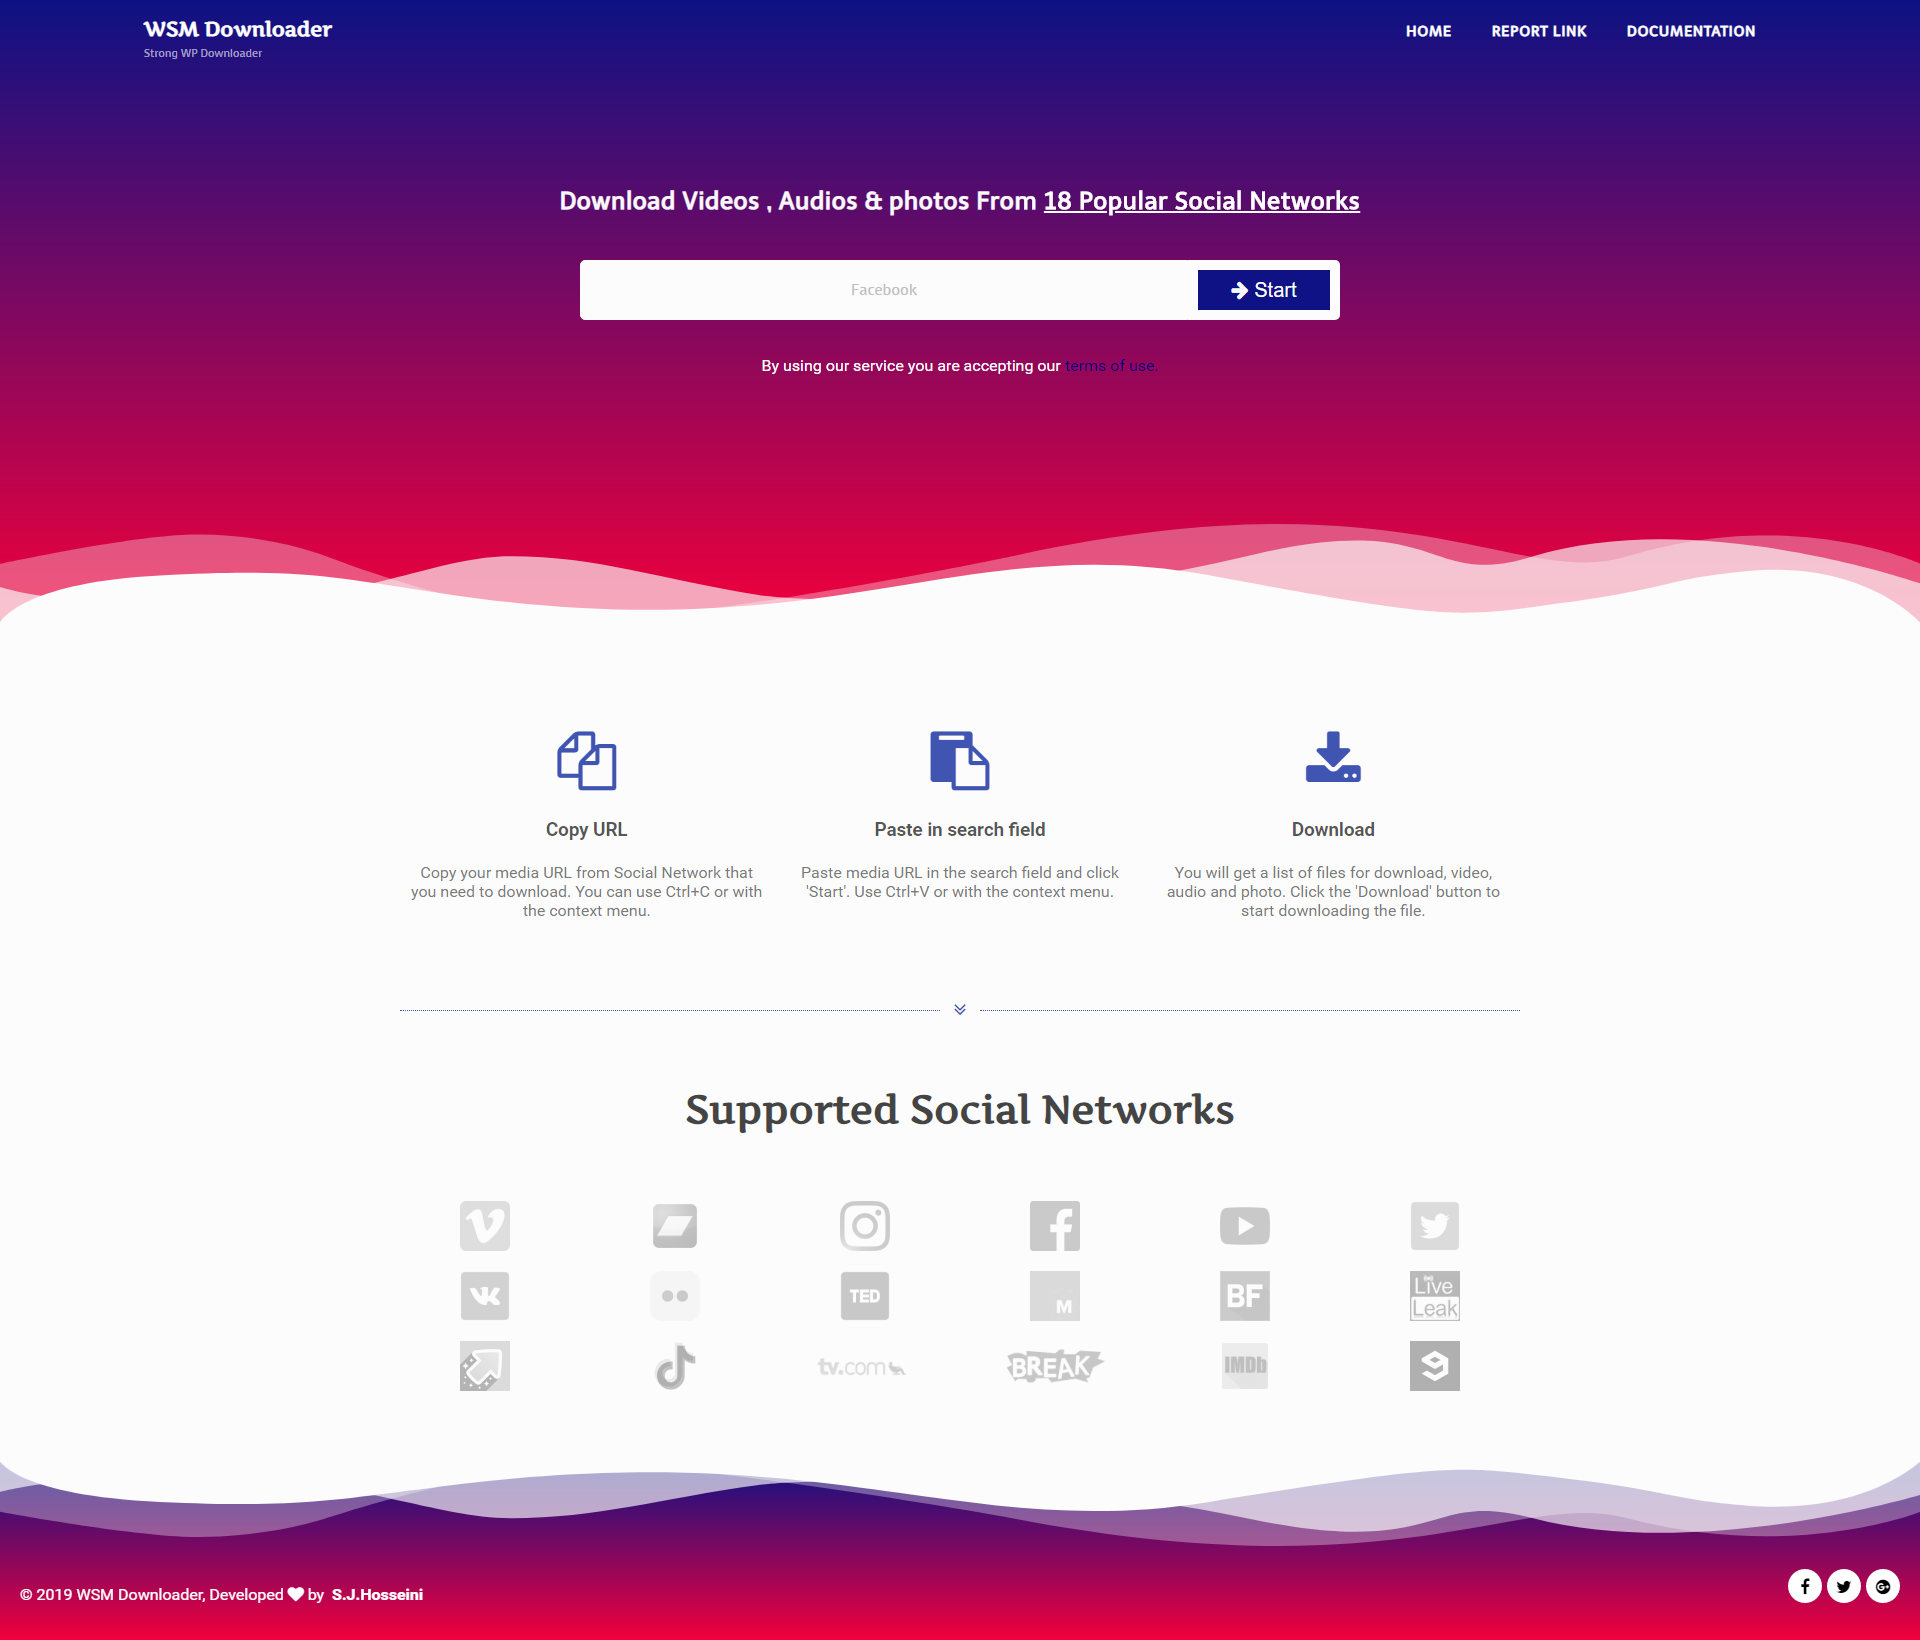 WSM Downloader
Strong WP Downloader
HOME
REPORT LINK
DOCUMENTATION
Download Videos , Audios & photos From 18 Popular Social Networks
Facebook
Start
By using our service you are accepting our terms of use.
Copy URL
Copy your media URL from Social Network that
you need to download. You can use Ctrl+C or with
the context menu.
Paste in search field
Paste media URL in the search field and click
'Start'. Use Ctrl+V or with the context menu.
Download
You will get a list of files for download, video,
audio and photo. Click the 'Download' button to
start downloading the file.
Supported Social Networks
TED
M
BF
Live
Leak
tv.com
BREAK
IMDb
© 2019 WSM Downloader, Developed by S.J.Hosseini